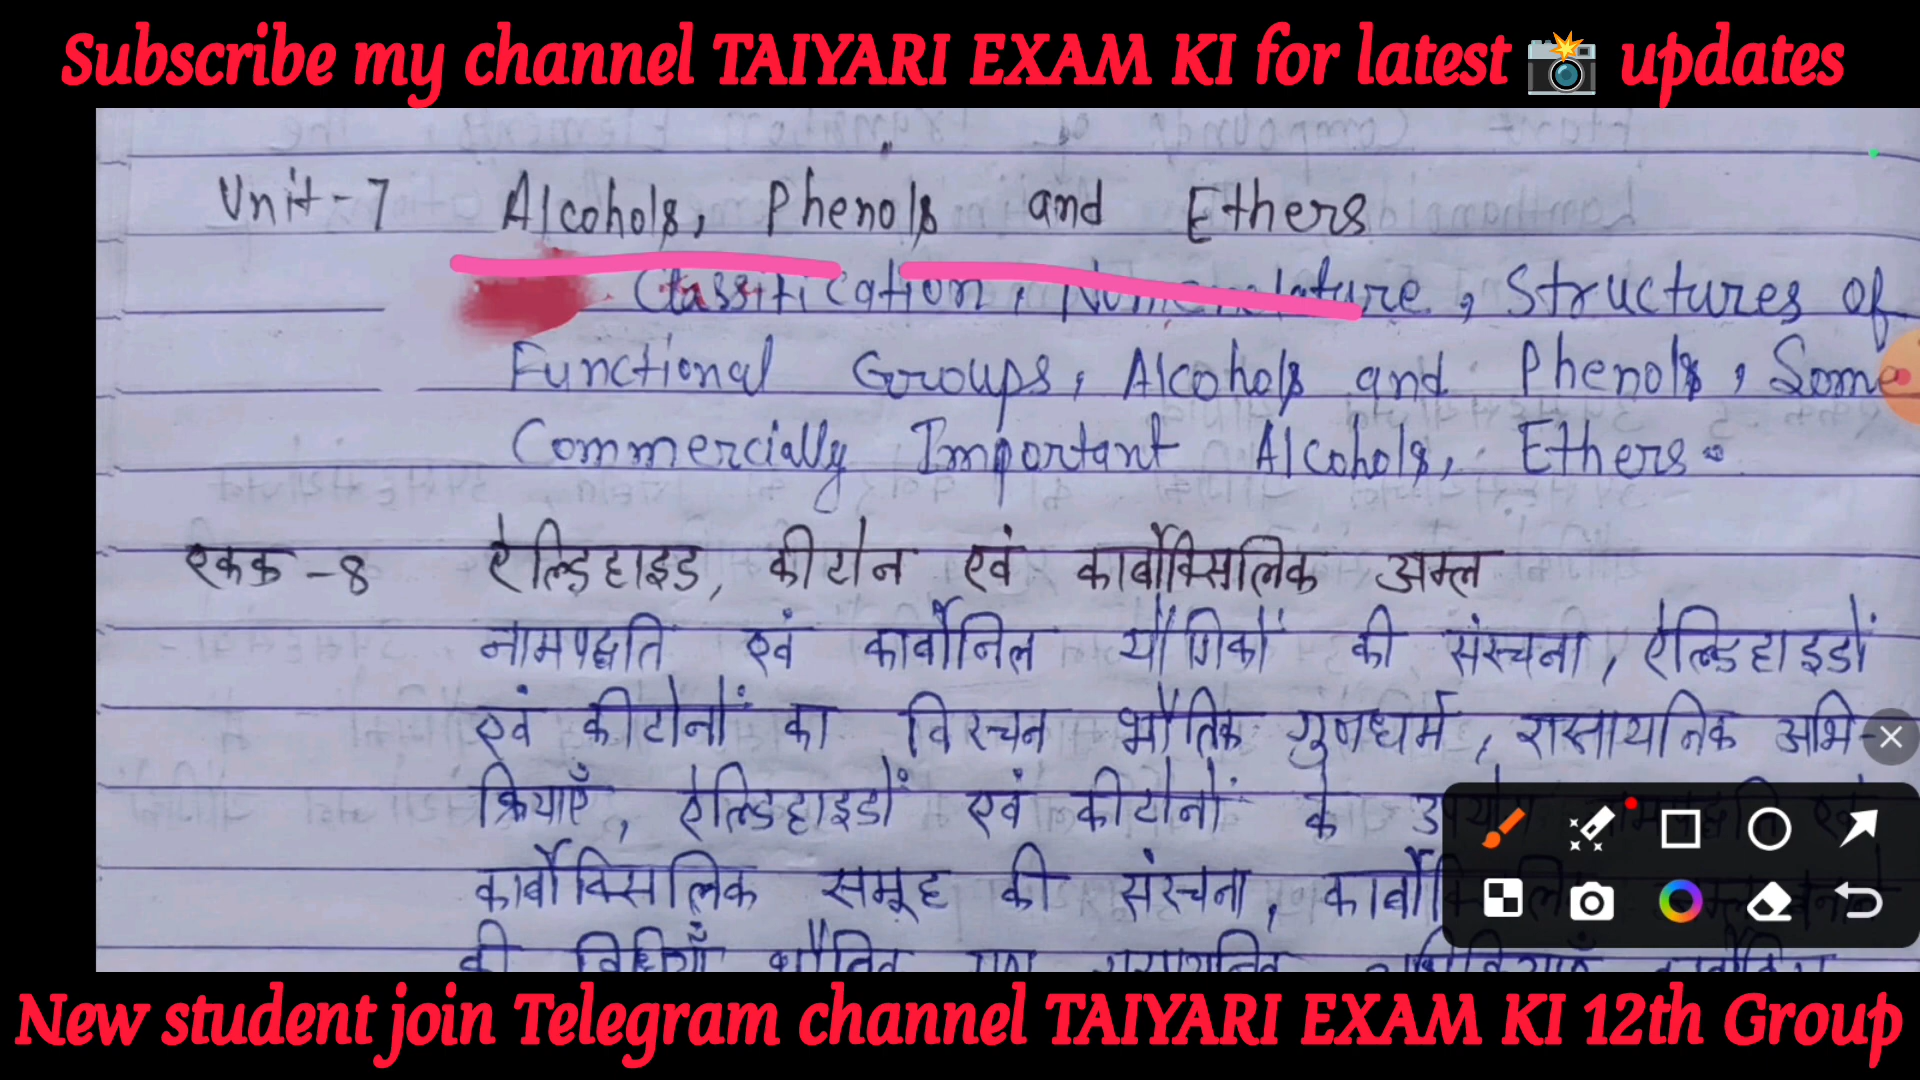 Subscribe my channel TAIYARI EXAM KI for latest 📸 updates
Unit-7 Alcohols, Phenols and Ethers
Classification, Nomenclature, Structures of
Functional Groups, Alcohols and Phenols, Some
Commercially Important Alcohols, Ethers.
एकक-8 ऐल्डिहाइड, कीटोन एवं कार्बोक्सिलिक अम्ल
नामपद्धति एवं कार्बोनिल यौगिकों की संरचना, ऐल्डिहाइडों
एवं कीटोनों का विरचन भौतिक गुणधर्म, रासायनिक अभि-
क्रियाएँ, ऐल्डिहाइडों एवं कीटोनों के उपयोग
कार्बोक्सिलिक समूह की संरचना,
New student join Telegram channel TAIYARI EXAM KI 12th Group